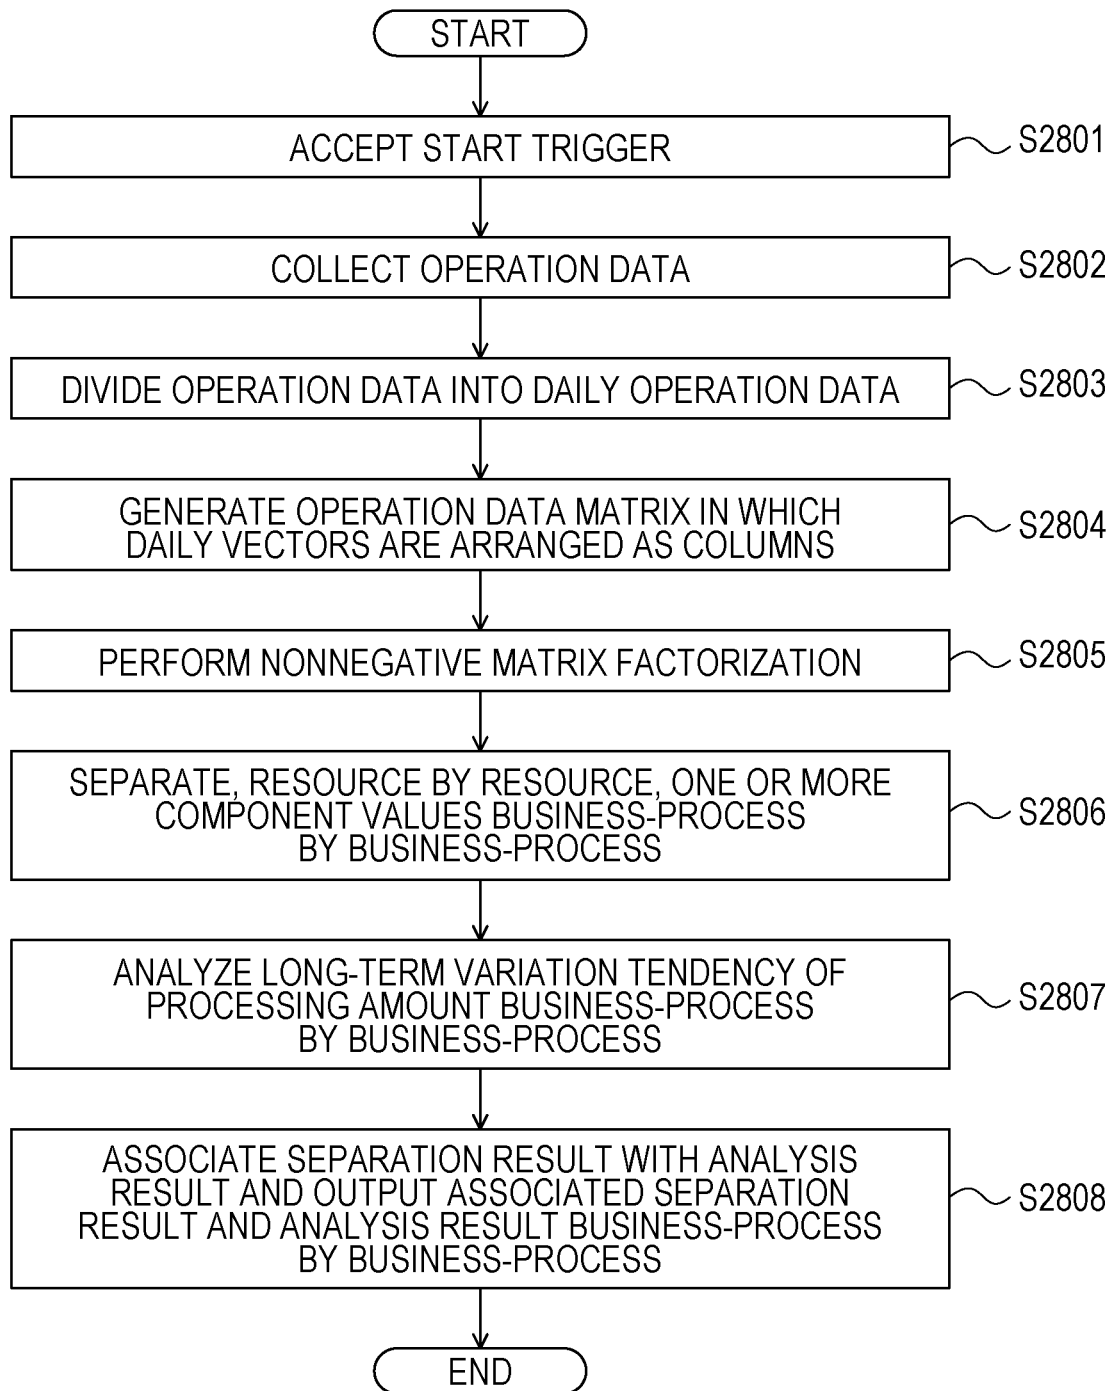 START
ACCEPT START TRIGGER
S2801
COLLECT OPERATION DATA
S2802
DIVIDE OPERATION DATA INTO DAILY OPERATION DATA
S2803
GENERATE OPERATION DATA MATRIX IN WHICH
DAILY VECTORS ARE ARRANGED AS COLUMNS
S2804
PERFORM NONNEGATIVE MATRIX FACTORIZATION
S2805
SEPARATE, RESOURCE BY RESOURCE, ONE OR MORE
COMPONENT VALUES BUSINESS-PROCESS
BY BUSINESS-PROCESS
S2806
ANALYZE LONG-TERM VARIATION TENDENCY OF
PROCESSING AMOUNT BUSINESS-PROCESS
BY BUSINESS-PROCESS
S2807
ASSOCIATE SEPARATION RESULT WITH ANALYSIS
RESULT AND OUTPUT ASSOCIATED SEPARATION
RESULT AND ANALYSIS RESULT BUSINESS-PROCESS
BY BUSINESS-PROCESS
S2808
END